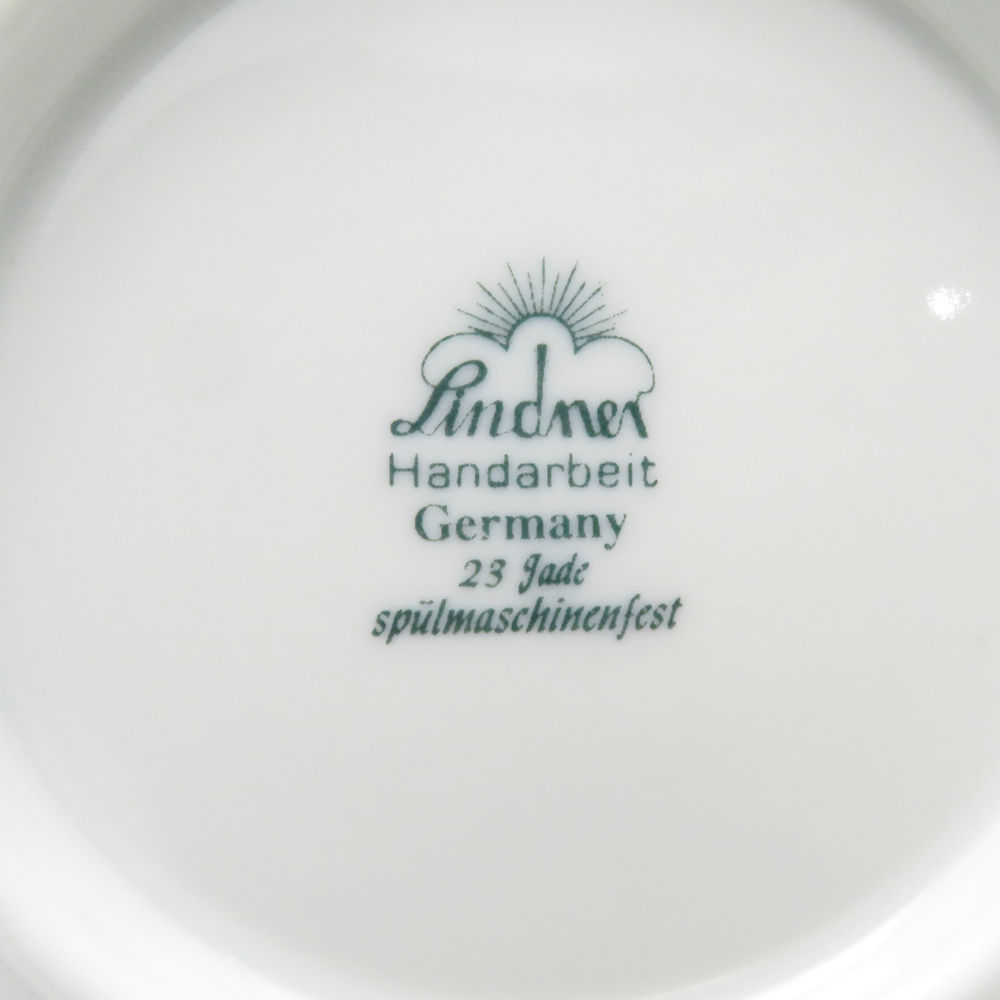 Lindner
Handarbeit
Germany
23 Jade
spülmaschinenfest